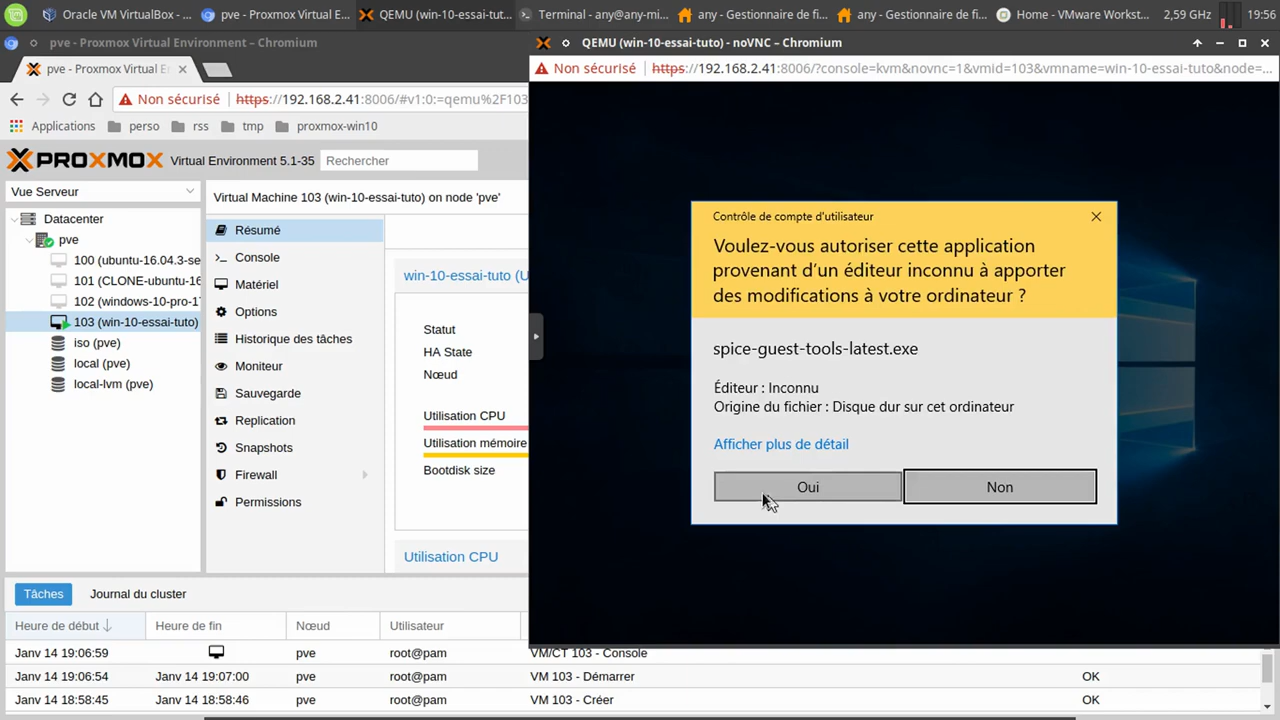 Oracle VM VirtualBox - ...
pve - Proxmox Virtual E...
QEMU (win-10-essai-tut...
Terminal - any@any-mi...
any - Gestionnaire de fi...
any - Gestionnaire de fi...
Home - VMware Workst...
2,59 GHz
19:56
pve - Proxmox Virtual Environment – Chromium
pve - Proxmox Virtual E
Non sécurisé
https://192.168.2.41:8006/#v1:0:=qemu%2F103
Applications
perso
rss
tmp
proxmox-win10
PROXMOX
Virtual Environment 5.1-35
Rechercher
Vue Serveur
Virtual Machine 103 (win-10-essai-tuto) on node 'pve'
Datacenter
pve
100 (ubuntu-16.04.3-se
101 (CLONE-ubuntu-16
102 (windows-10-pro-17
103 (win-10-essai-tuto)
iso (pve)
local (pve)
local-lvm (pve)
Résumé
Console
Matériel
Options
Historique des tâches
Moniteur
Sauvegarde
Replication
Snapshots
Firewall
Permissions
win-10-essai-tuto (U
Statut
HA State
Nœud
Utilisation CPU
Utilisation mémoire
Bootdisk size
Utilisation CPU
QEMU (win-10-essai-tuto) - noVNC – Chromium
Non sécurisé
https://192.168.2.41:8006/?console=kvm&novnc=1&vmid=103&vmname=win-10-essai-tuto&node=...
Contrôle de compte d'utilisateur
Voulez-vous autoriser cette application
provenant d'un éditeur inconnu à apporter
des modifications à votre ordinateur ?
spice-guest-tools-latest.exe
Éditeur : Inconnu
Origine du fichier : Disque dur sur cet ordinateur
Afficher plus de détail
Oui
Non
Tâches
Journal du cluster
Heure de début
Heure de fin
Nœud
Utilisateur
Janv 14 19:06:59
pve
root@pam
VM/CT 103 - Console
Janv 14 19:06:54
Janv 14 19:07:00
pve
root@pam
VM 103 - Démarrer
OK
Janv 14 18:58:45
Janv 14 18:58:46
pve
root@pam
VM 103 - Créer
OK